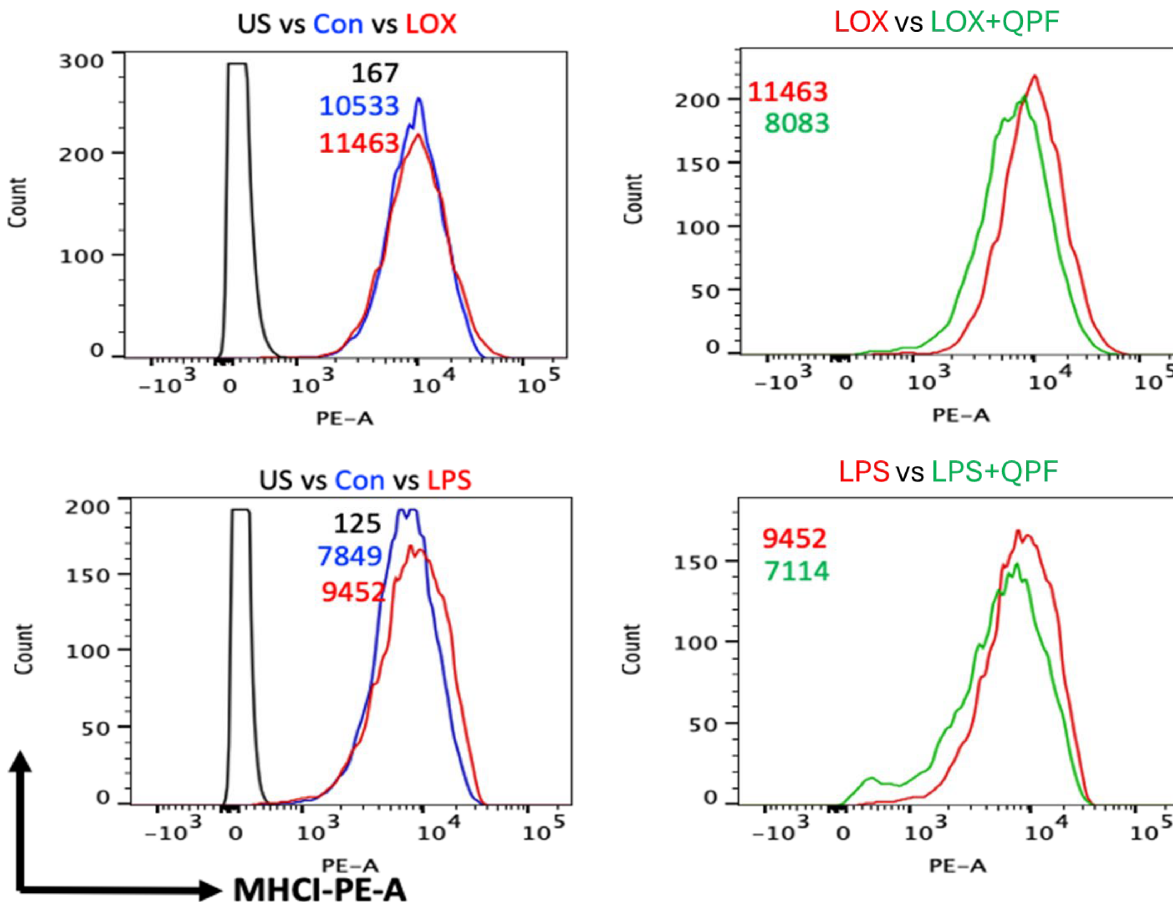 US vs Con vs LOX
167
10533
11463
300
200
100
0
Count
-10³ 0 10³ 10⁴ 10⁵
PE-A
LOX vs LOX+QPF
11463
8083
200
150
100
50
0
Count
-10³ 0 10³ 10⁴ 10⁵
PE-A
US vs Con vs LPS
125
7849
9452
200
150
100
50
0
Count
-10³ 0 10³ 10⁴ 10⁵
PE-A
MHCI-PE-A
LPS vs LPS+QPF
9452
7114
150
100
50
0
Count
-10³ 0 10³ 10⁴ 10⁵
PE-A